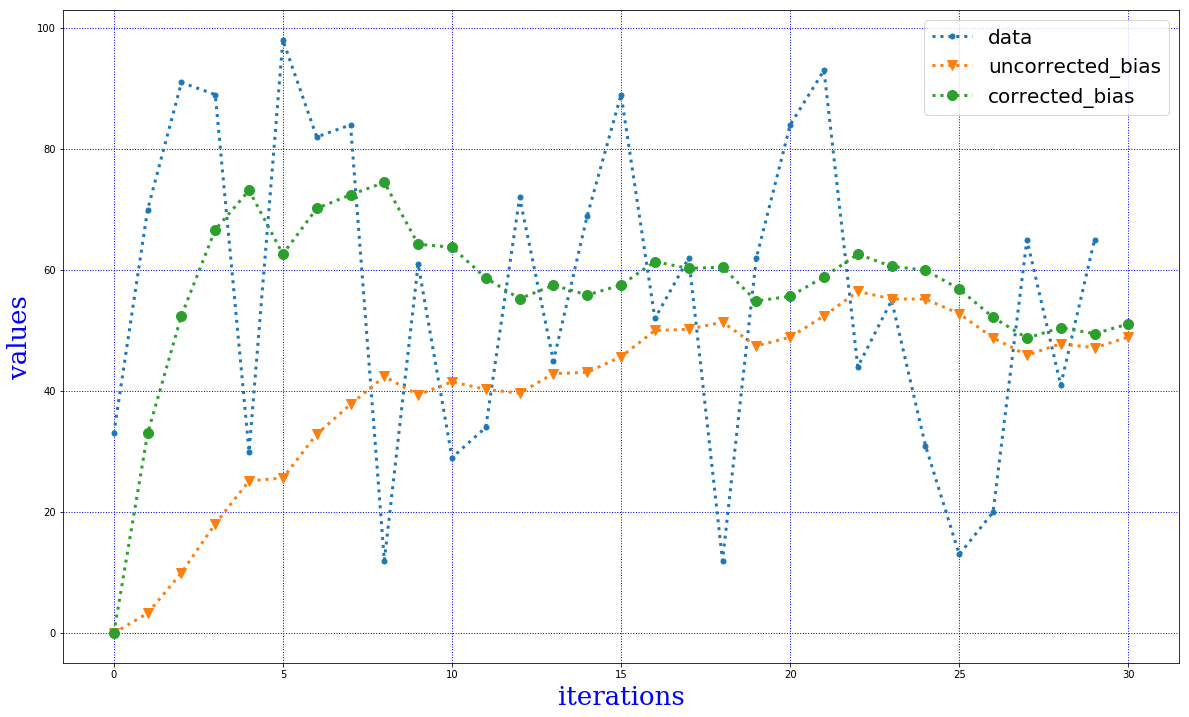 100
80
60
40
20
0
values
data
uncorrected_bias
corrected_bias
0 5 10 15 20 25 30
iterations